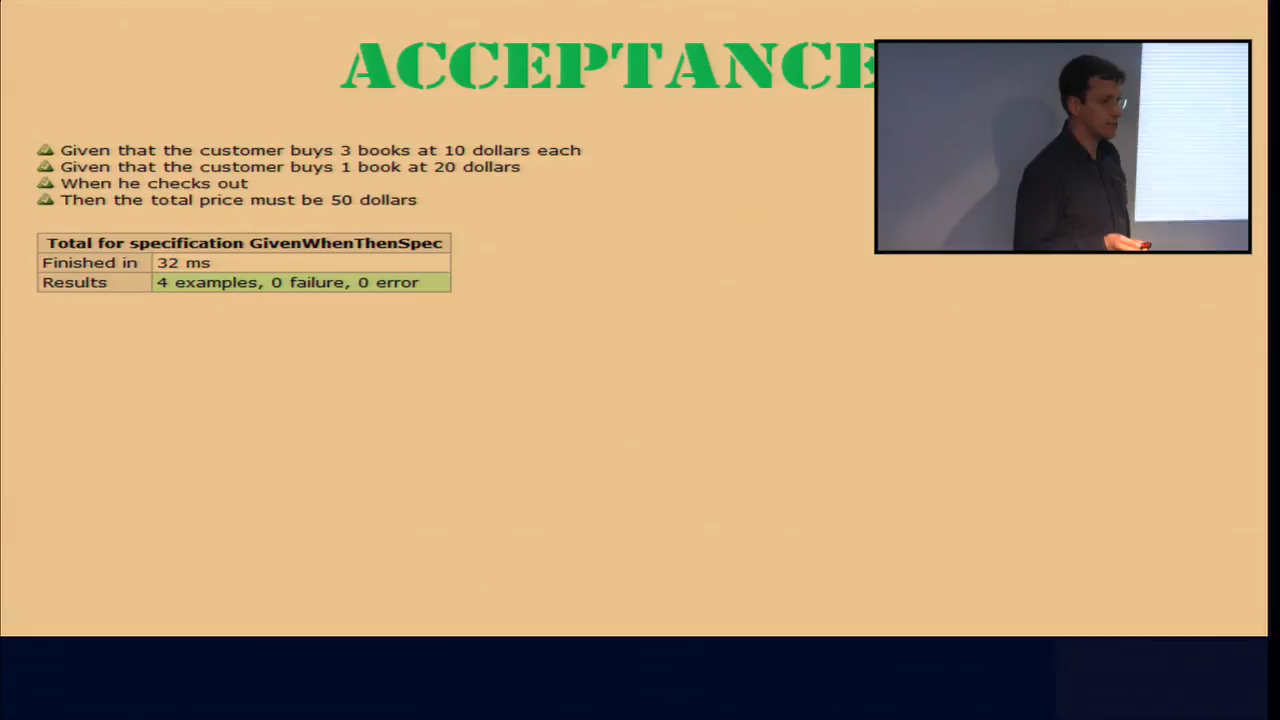 ACCEPTANCE
Given that the customer buys 3 books at 10 dollars each
Given that the customer buys 1 book at 20 dollars
When he checks out
Then the total price must be 50 dollars
Total for specification GivenWhenThenSpec
Finished in 32 ms
Results 4 examples, 0 failure, 0 error